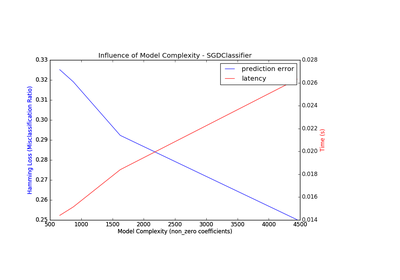 Influence of Model Complexity - SGDClassifier
prediction error
latency
0.33
0.32
0.31
0.30
0.29
0.28
0.27
0.26
0.25
Hamming Loss (Misclassification Ratio)
0.028
0.026
0.024
0.022
0.020
0.018
0.016
0.014
Time (s)
500 1000 1500 2000 2500 3000 3500 4000 4500
Model Complexity (non_zero coefficients)